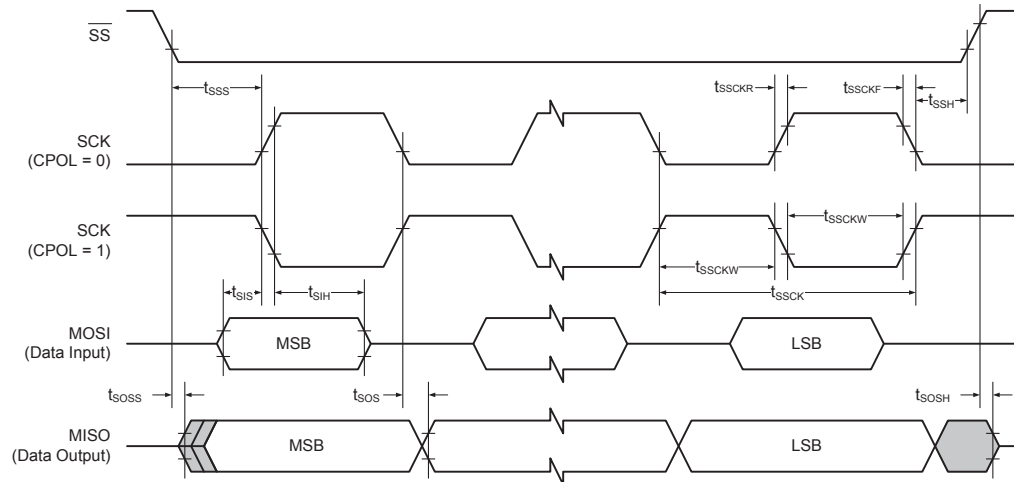 SS
tSSS
tSSCKR
tSSCKF
tSSH
SCK
(CPOL = 0)
SCK
(CPOL = 1)
tSSCKW
tSSCKW
tSIS
tSIH
tSSCK
MOSI
(Data Input)
MSB
LSB
tSOSS
tSOS
tSOSH
MISO
(Data Output)
MSB
LSB